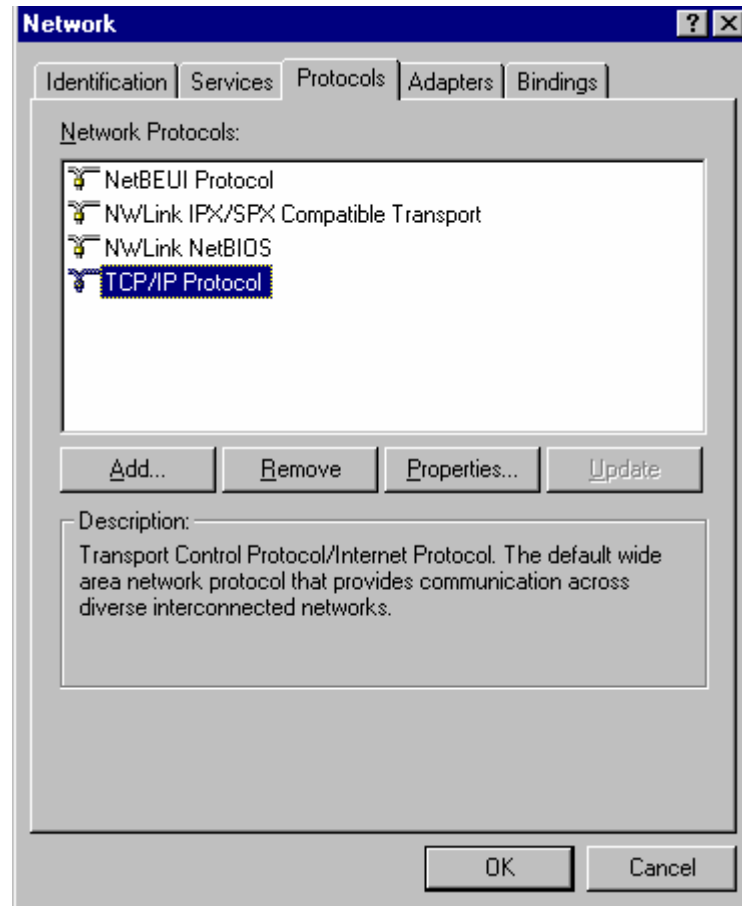 Network
Identification Services Protocols Adapters Bindings
Network Protocols:
NetBEUI Protocol
NWLink IPX/SPX Compatible Transport
NWLink NetBIOS
TCP/IP Protocol
Add... Remove Properties... Update
Description:
Transport Control Protocol/Internet Protocol. The default wide
area network protocol that provides communication across
diverse interconnected networks.
OK Cancel